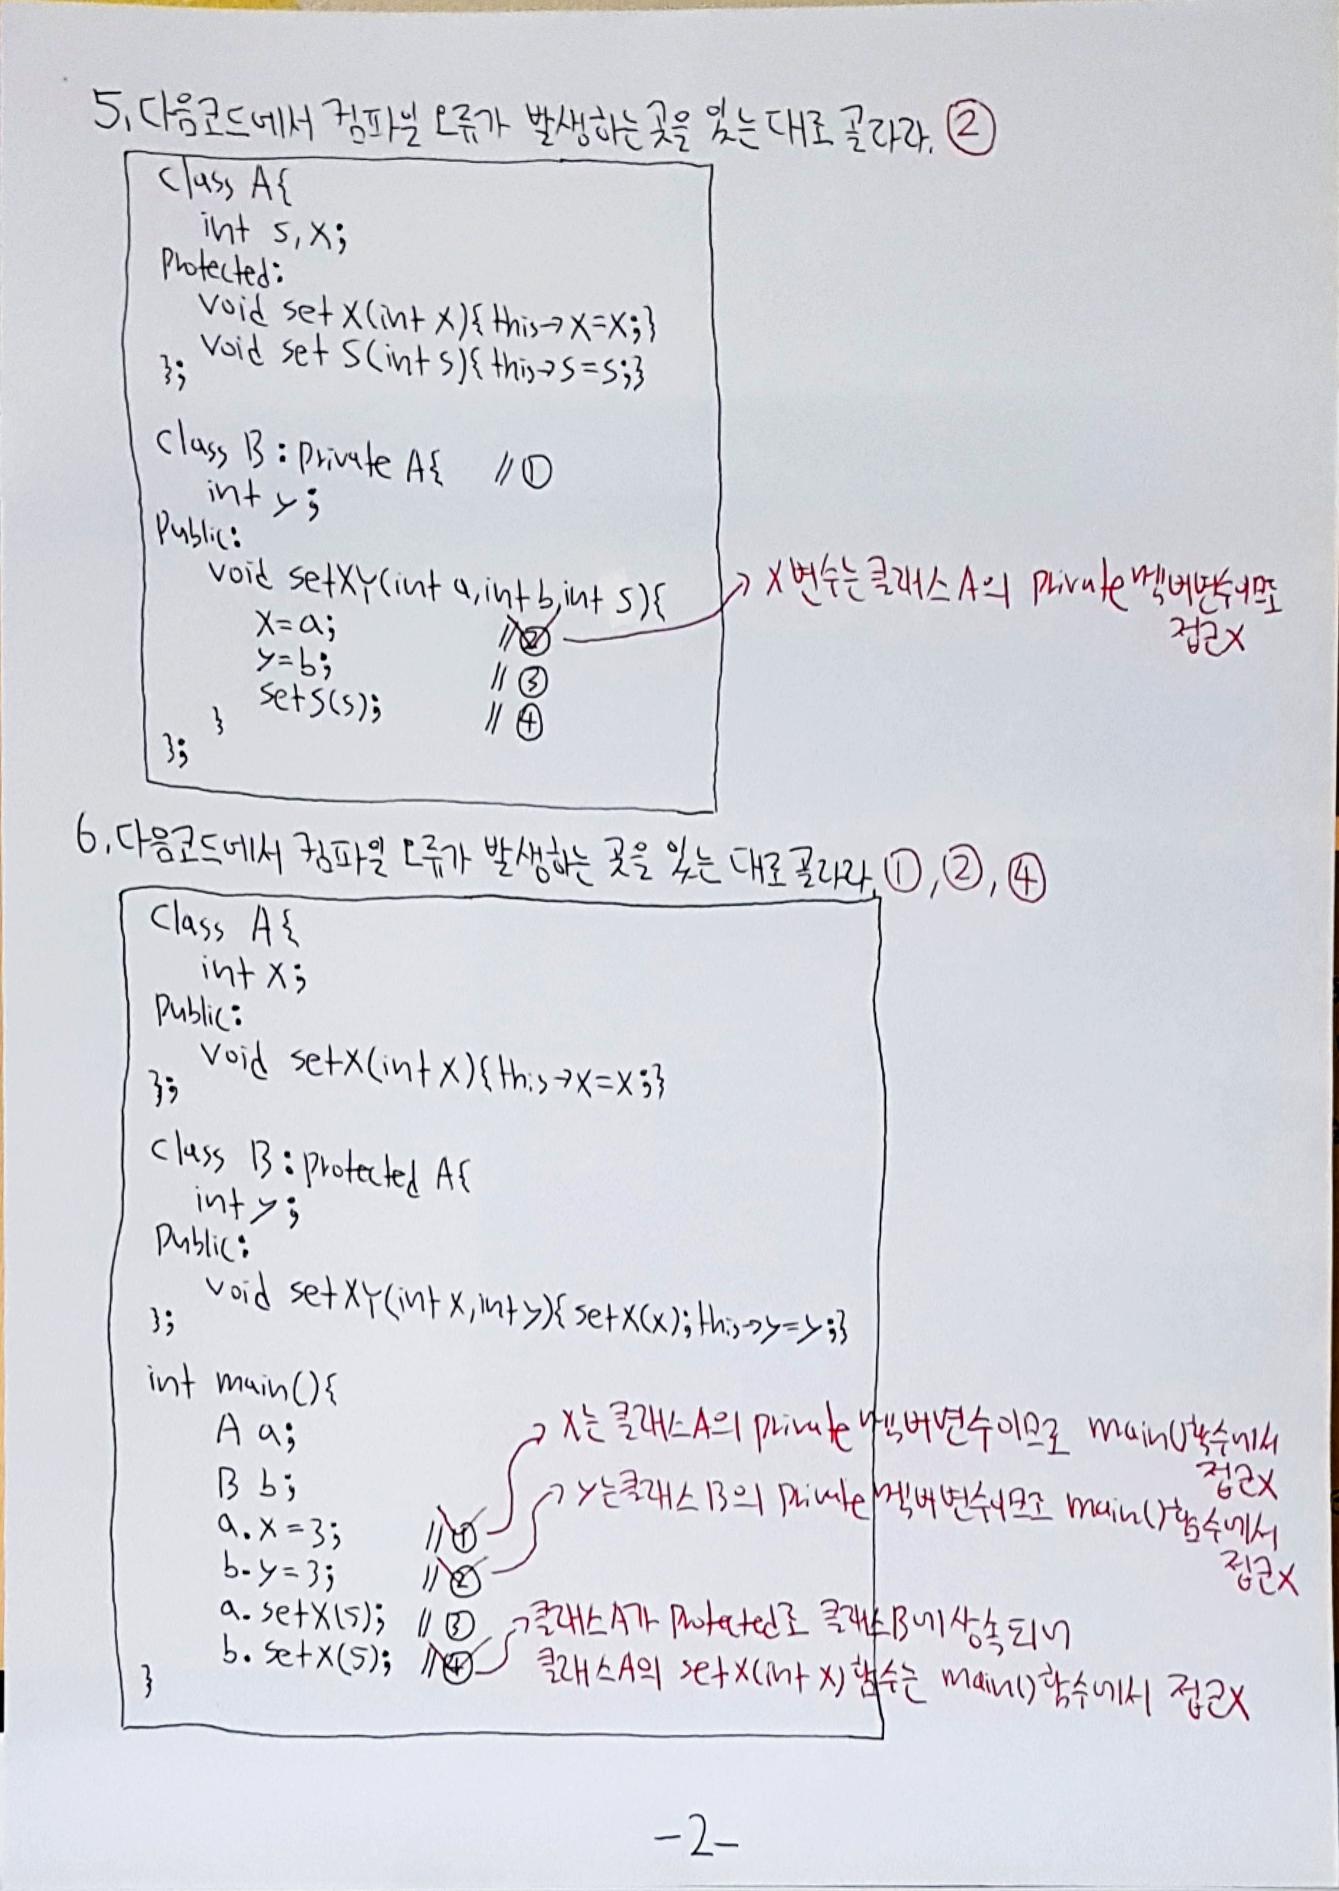 5. 다음코드에서 컴파일 오류가 발생하는 곳을 있는대로 골라라. ②
class A{
int s, x;
Protected:
void setX(int x){this->x=x;}
void setS(int s){this->s=s;}
};
class B : private A{ //①
int y;
Public:
void setXY(int a, int b, int s){
x=a; //②
y=b; //③
setS(s); //④
}
};
X 변수는 클래스 A의 private 멤버변수이므로
접근X
6. 다음코드에서 컴파일 오류가 발생하는 곳을 있는 대로 골라라. ①, ②, ④
class A{
int x;
Public:
void setX(int x){this->x=x;}
};
class B : protected A{
int y;
Public:
void setXY(int x, int y){setX(x); this->y=y;}
};
int main(){
A a;
B b;
a.x=3; //①
b.y=3; //②
a.setX(5); //③
b.setX(5); //④
}
X는 클래스A의 private 멤버변수이므로 main()함수에서
접근X
y는 클래스 B의 private 멤버변수이므로 main()함수에서
접근X
클래스A가 Protected로 클래스B에 상속되니
클래스A의 setX(int x)함수는 main()함수에서 접근X
-2-